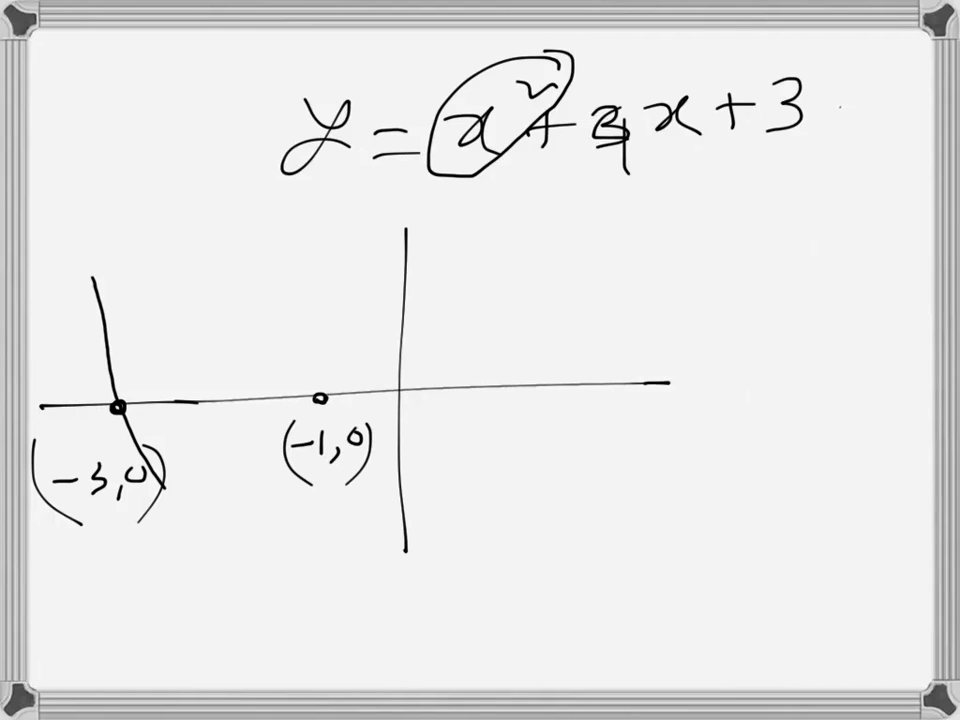 y = x² + 4x + 3
(-3,0)
(-1,0)